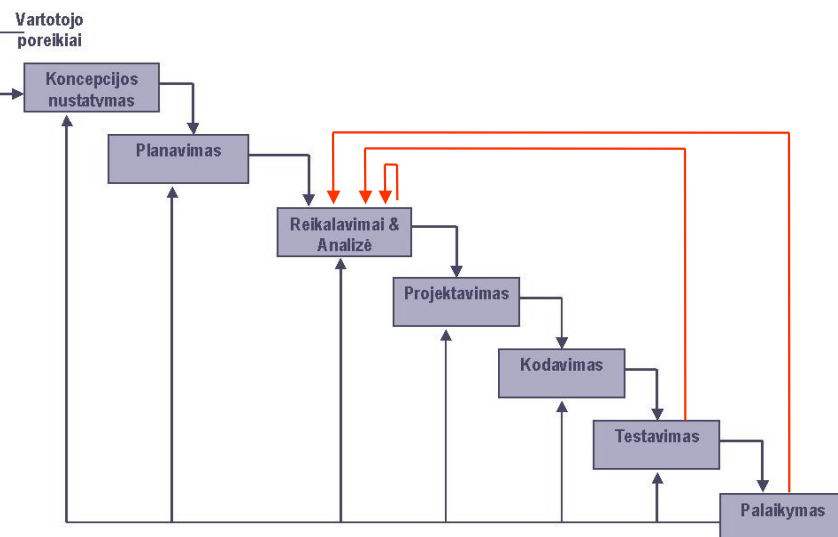 Vartotojo
poreikiai
Koncepcijos
nustatymas
Planavimas
Reikalavimai &
Analizė
Projektavimas
Kodavimas
Testavimas
Palaikymas